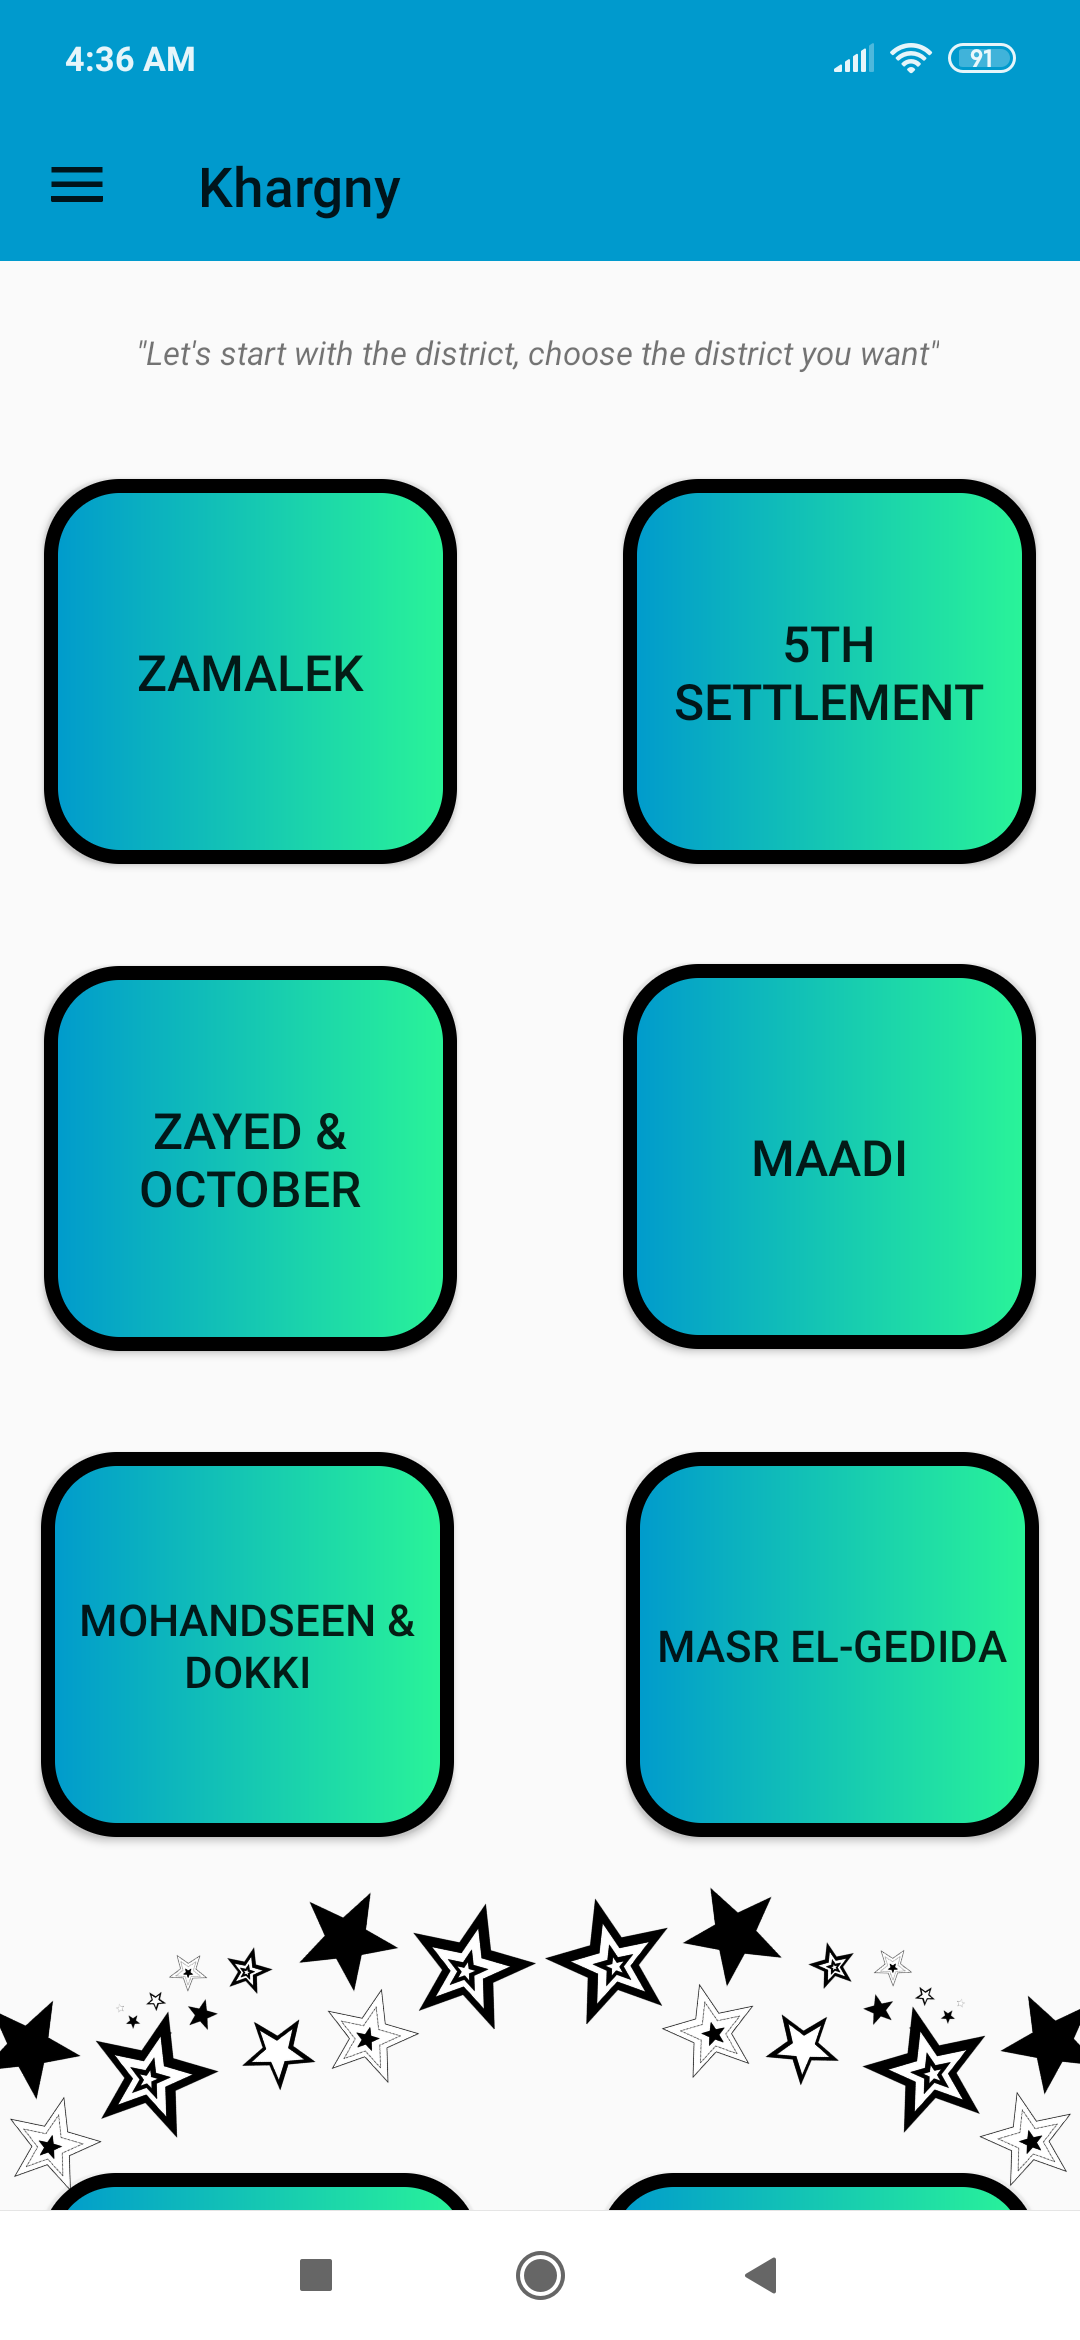 4:36 AM
91
Khargny
"Let's start with the district, choose the district you want"
ZAMALEK
5TH
SETTLEMENT
ZAYED &
OCTOBER
MAADI
MOHANDSEEN &
DOKKI
MASR EL-GEDIDA